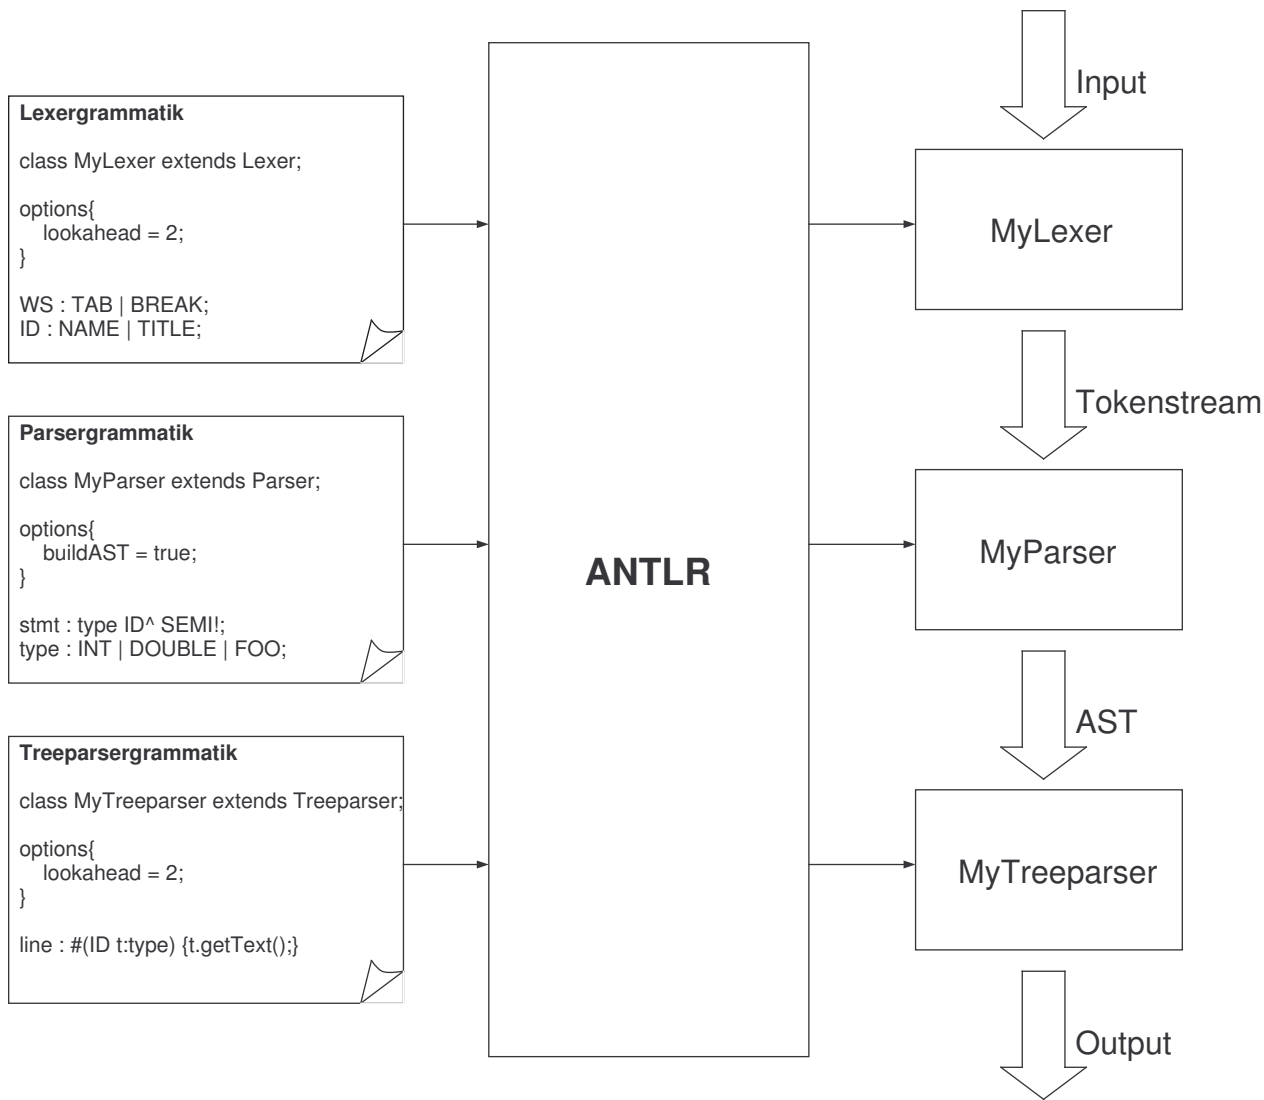 Lexergrammatik
class MyLexer extends Lexer;
options{
lookahead = 2;
}
WS : TAB | BREAK;
ID : NAME | TITLE;
Parsergrammatik
class MyParser extends Parser;
options{
buildAST = true;
}
stmt : type ID^ SEMI!;
type : INT | DOUBLE | FOO;
Treeparsergrammatik
class MyTreeparser extends Treeparser;
options{
lookahead = 2;
}
line : #(ID t:type) {t.getText();}
ANTLR
Input
MyLexer
Tokenstream
MyParser
AST
MyTreeparser
Output